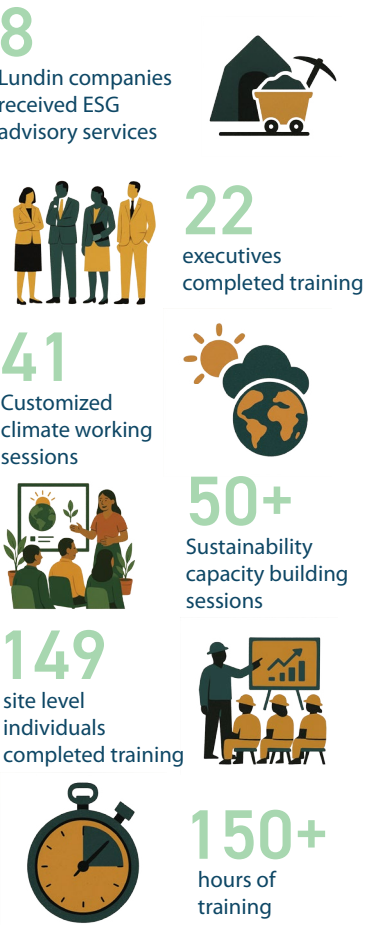 8
Lundin companies
received ESG
advisory services
22
executives
completed training
41
Customized
climate working
sessions
50+
Sustainability
capacity building
sessions
149
site level
individuals
completed training
150+
hours of
training